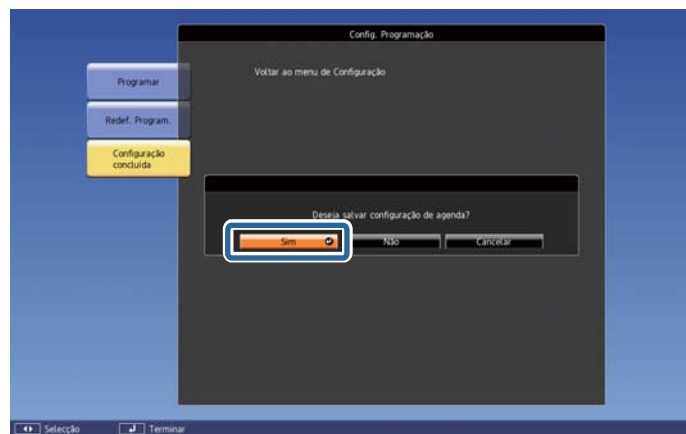 Config. Programação
Voltar ao menu de Configuração
Programar
Redef. Program.
Configuração
concluída
Deseja salvar configuração de agenda?
Sim Não Cancelar
Selecção Terminar